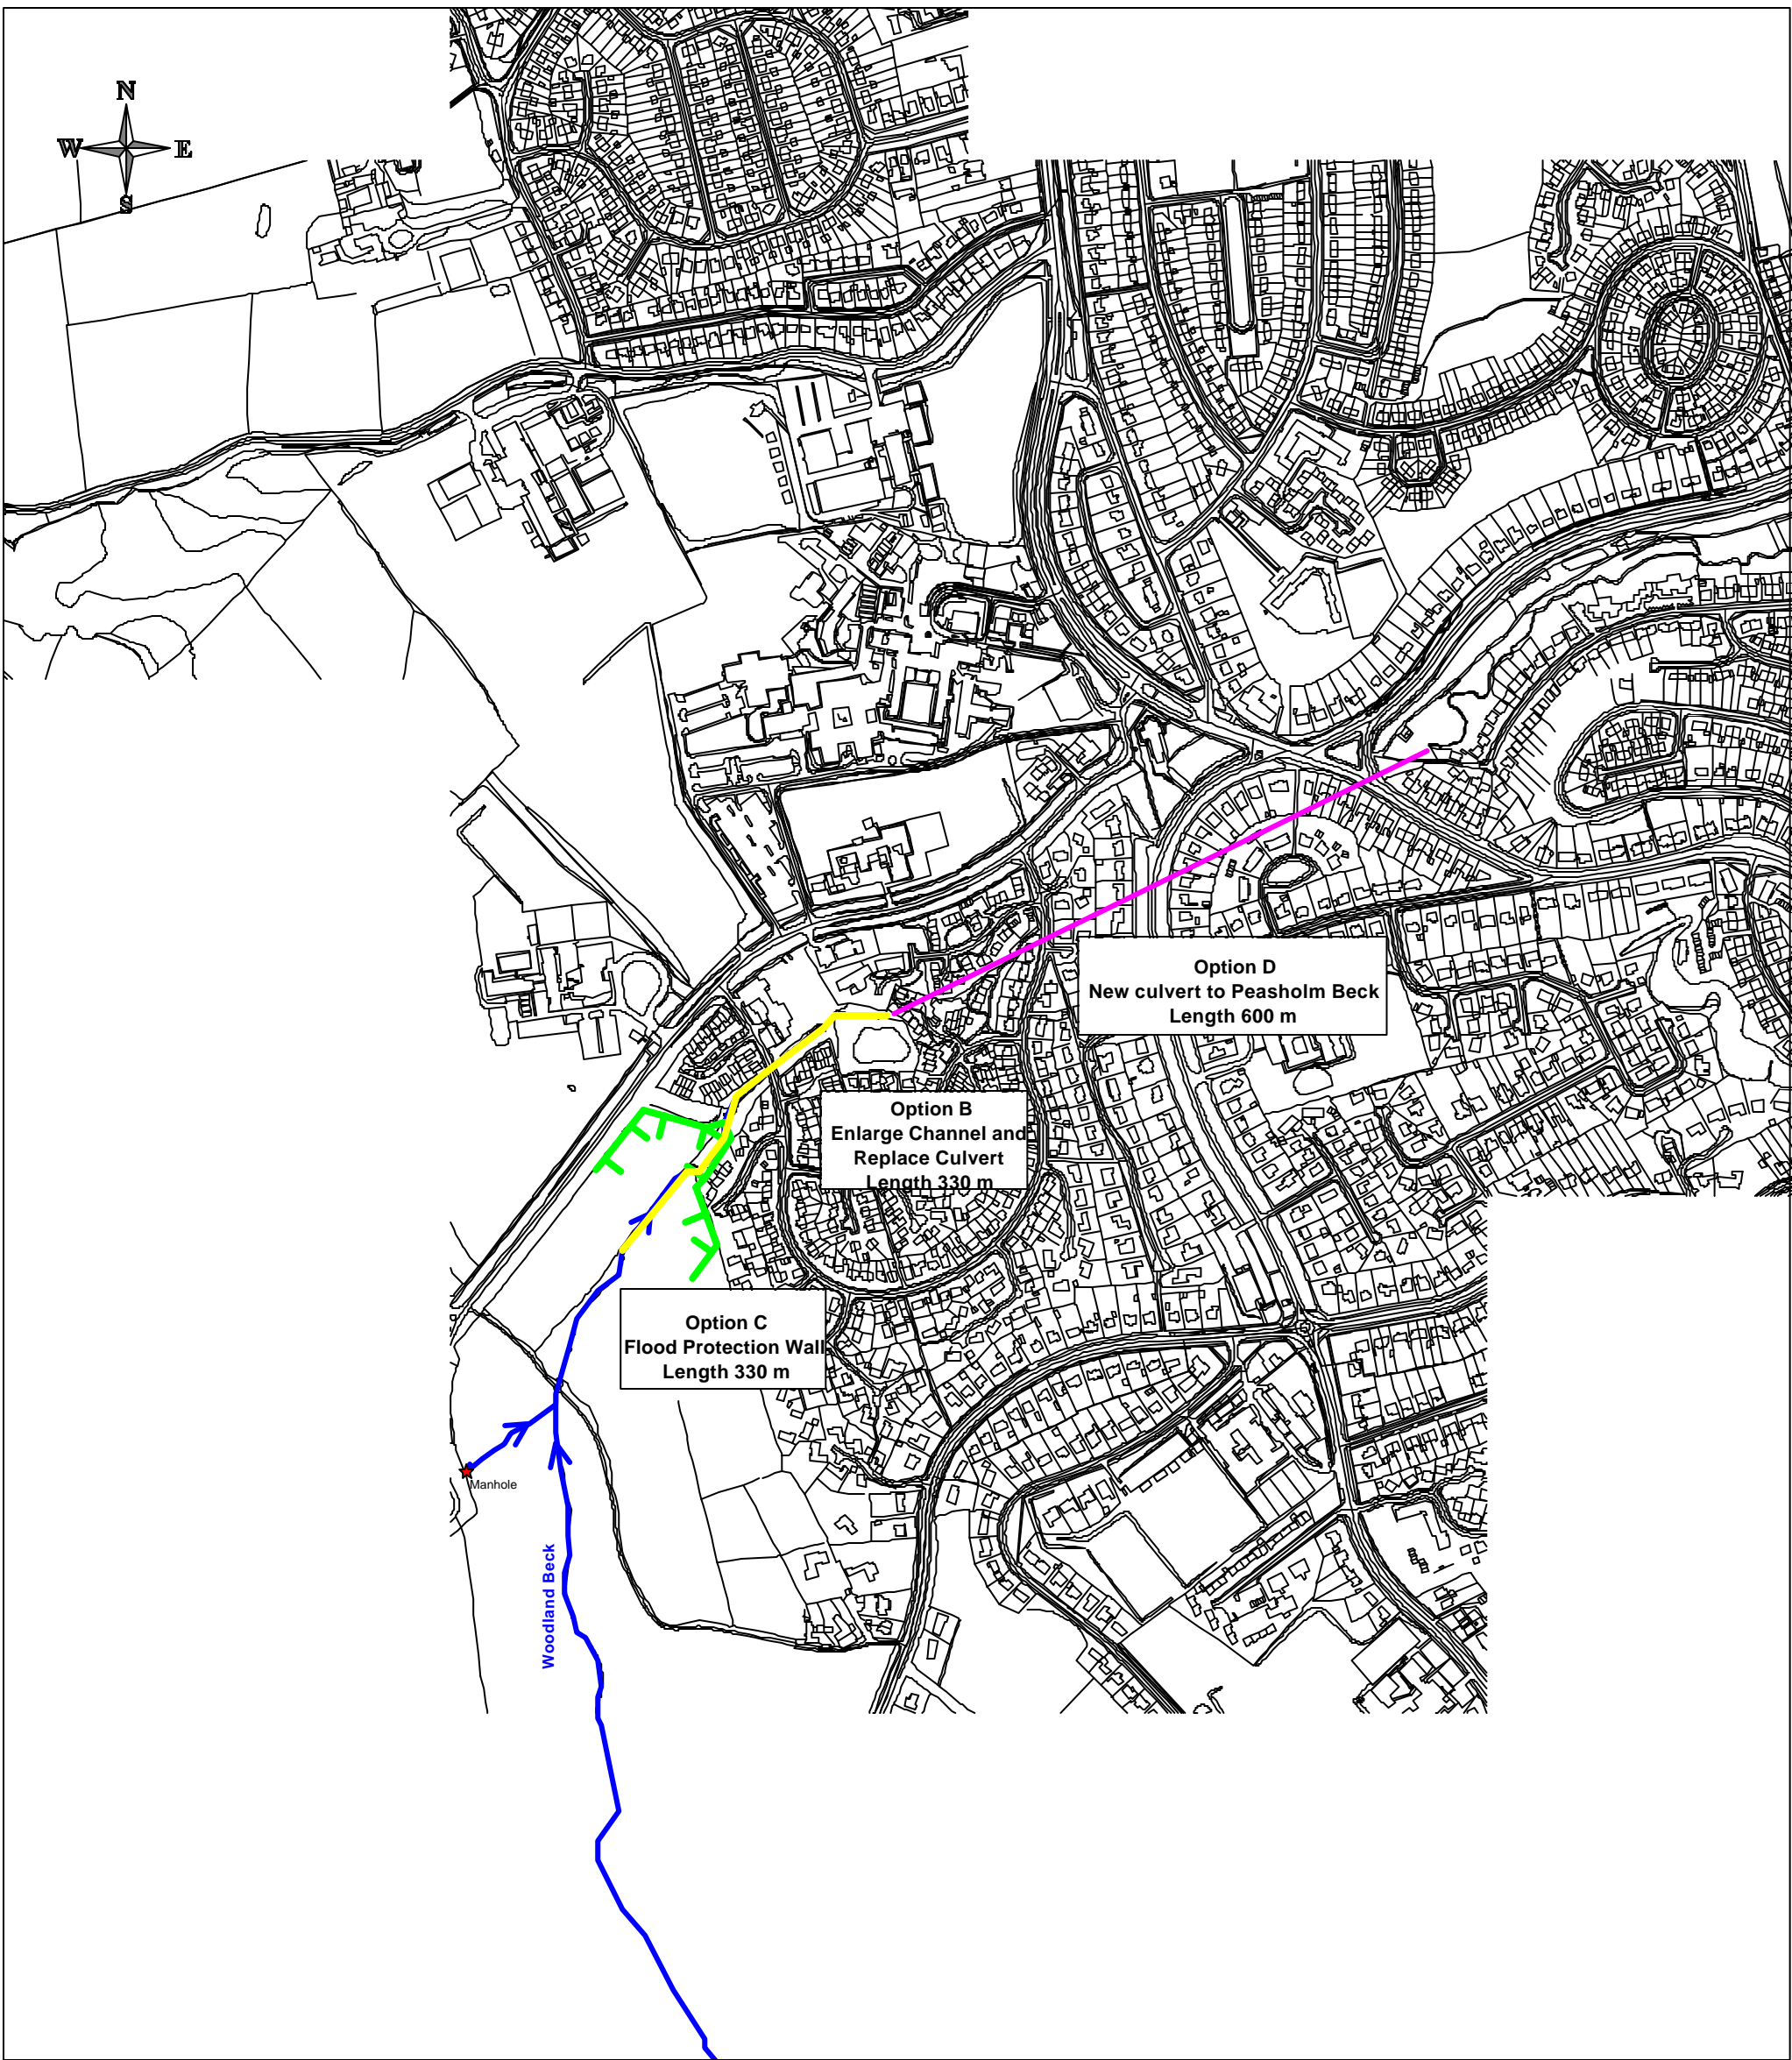 N
W E
S
Option D
New culvert to Peasholm Beck
Length 600 m
Option B
Enlarge Channel and
Replace Culvert
Length 330 m
Option C
Flood Protection Wall
Length 330 m
Manhole
Woodland Beck